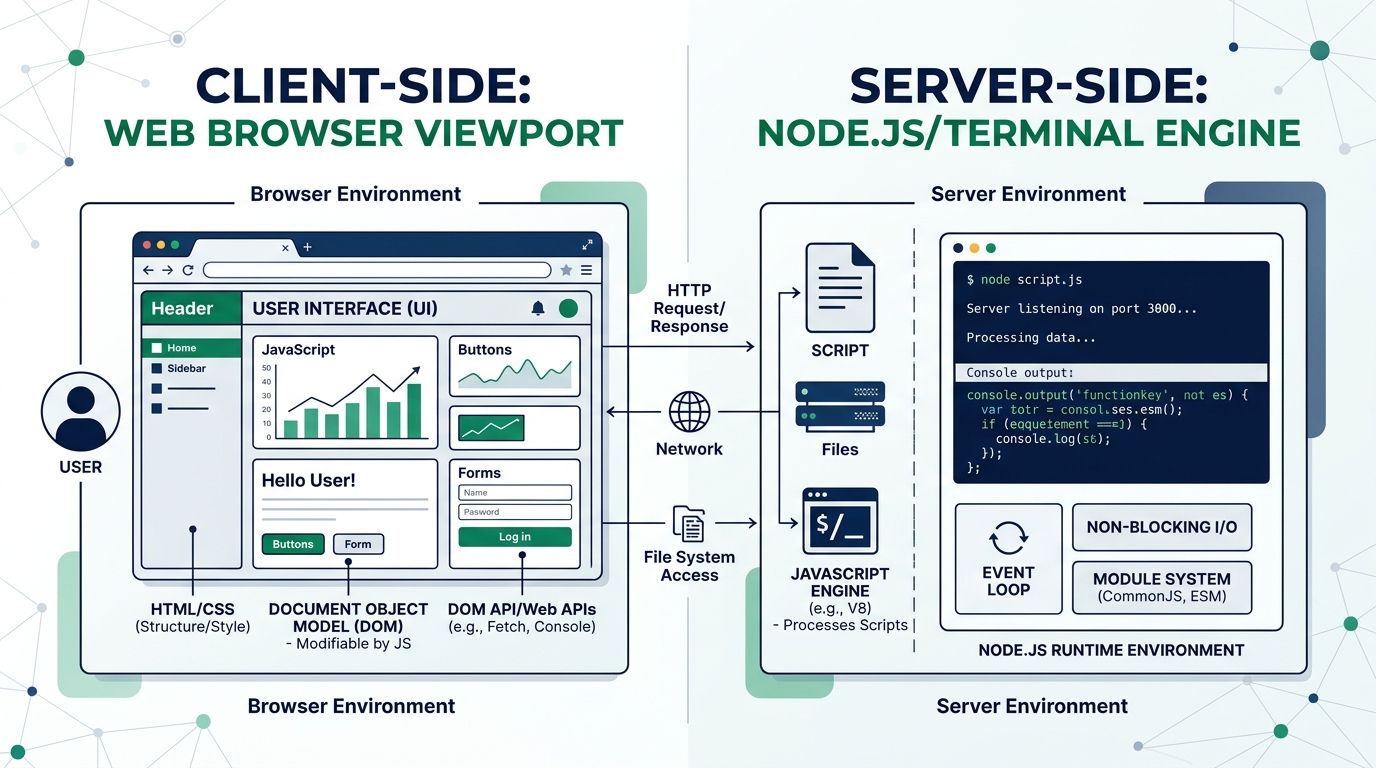 CLIENT-SIDE:
WEB BROWSER VIEWPORT
Browser Environment
Header
USER INTERFACE (UI)
Home
Sidebar
JavaScript
50
40
30
20
10
0
Buttons
Hello User!
Buttons
Form
Forms
Name
Pasword
Log in
USER
HTML/CSS
(Structure/Style)
DOCUMENT OBJECT
MODEL (DOM)
- Modifiable by JS
DOM API/Web APIs
(e.g., Fetch, Console)
Browser Environment
HTTP
Request/
Response
Network
File System
Access
SERVER-SIDE:
NODE.JS/TERMINAL ENGINE
Server Environment
SCRIPT
Files
$/_
JAVASCRIPT
ENGINE
(e.g., V8)
- Processes Scripts
$ node script.js
Server listening on port 3000...
Processing data...
Console output:
console.output('functionkey', not es) {
var totr = consol.ses.esm();
if (
console.log(
});
};
EVENT
LOOP
NON-BLOCKING I/O
MODULE SYSTEM
(CommonJS, ESM)
NODE.JS RUNTIME ENVIRONMENT
Server Environment